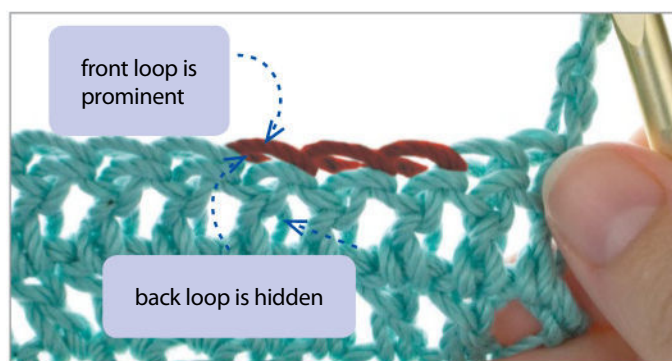 front loop is
prominent
back loop is hidden